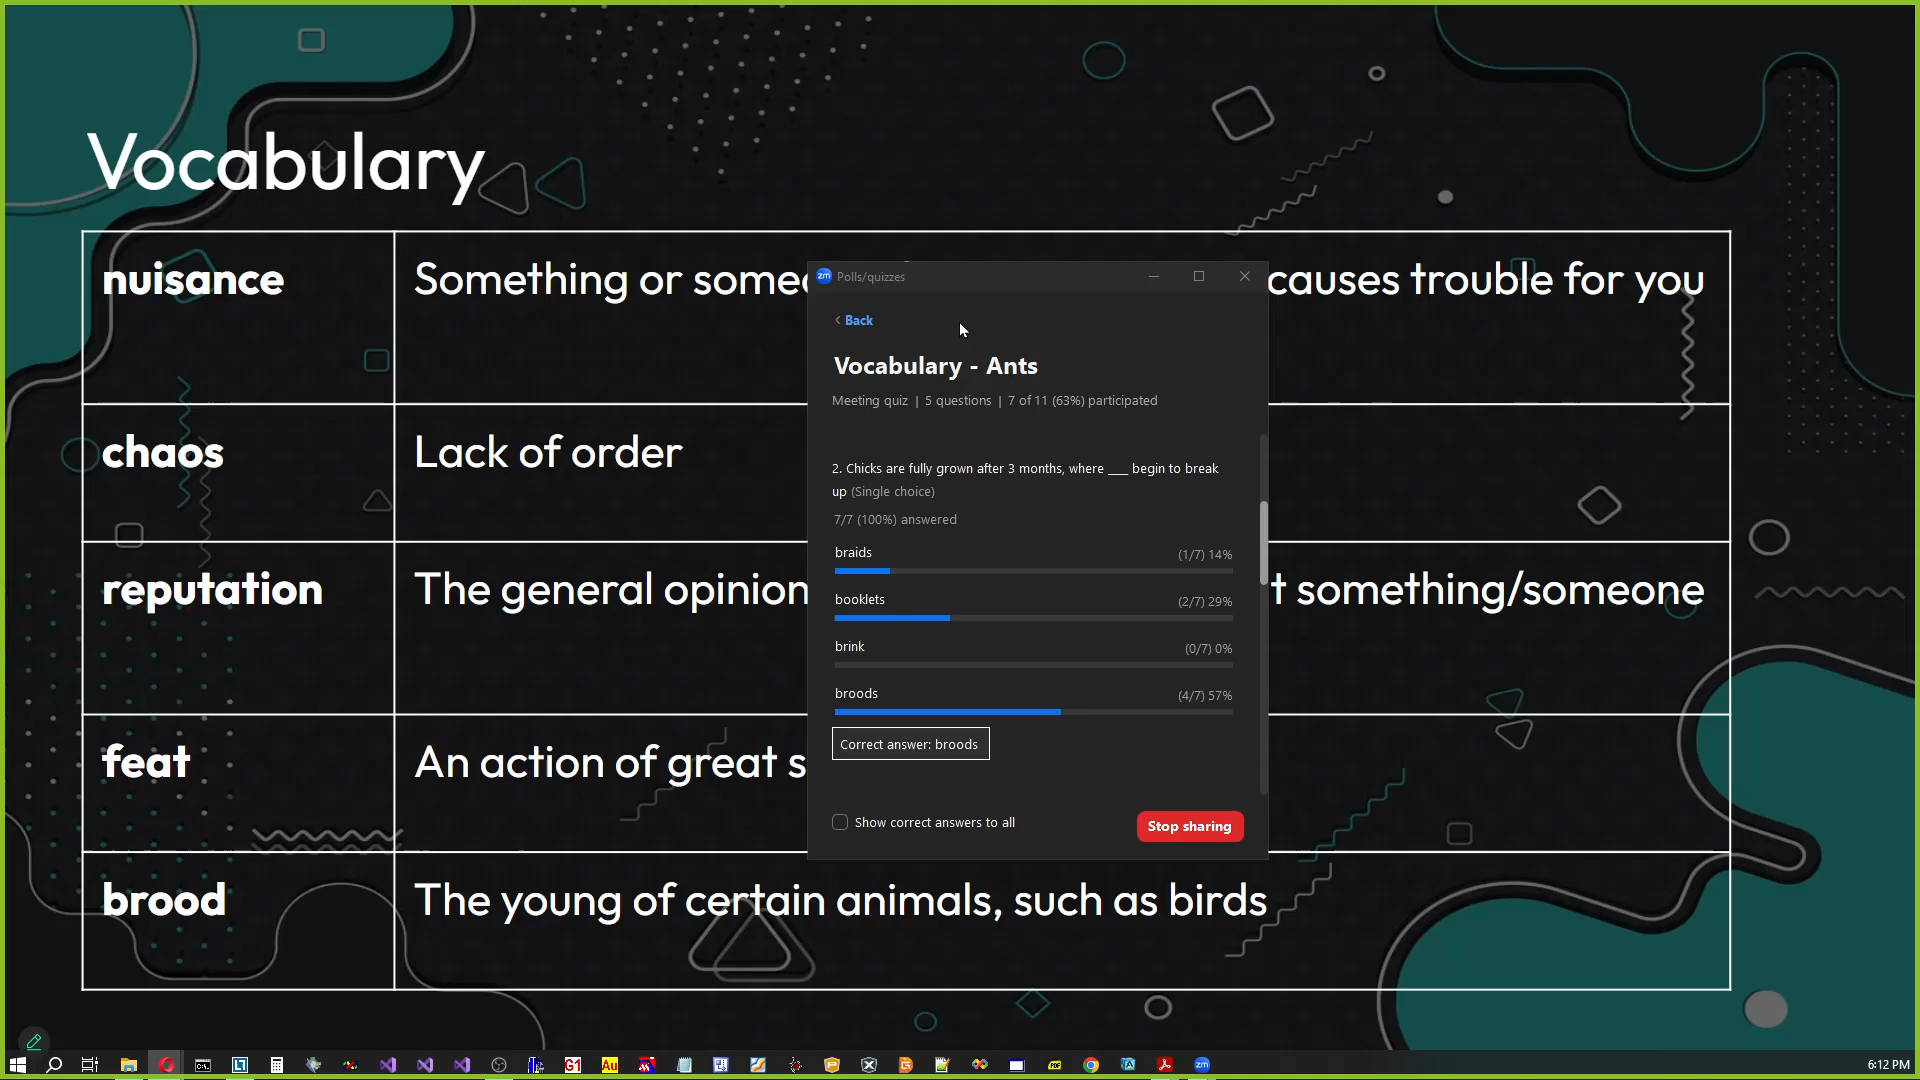 Vocabulary
nuisance
Something or someo
causes trouble for you
chaos
Lack of order
reputation
The general opinion
t something/someone
feat
An action of great s
brood
The young of certain animals, such as birds
zm Polls/quizzes
Back
Vocabulary - Ants
Meeting quiz | 5 questions | 7 of 11 (63%) participated
2. Chicks are fully grown after 3 months, where ___ begin to break
up (Single choice)
7/7 (100%) answered
braids (1/7) 14%
booklets (2/7) 29%
brink (0/7) 0%
broods (4/7) 57%
Correct answer: broods
Show correct answers to all
Stop sharing
G1
Au
zm
6:12 PM